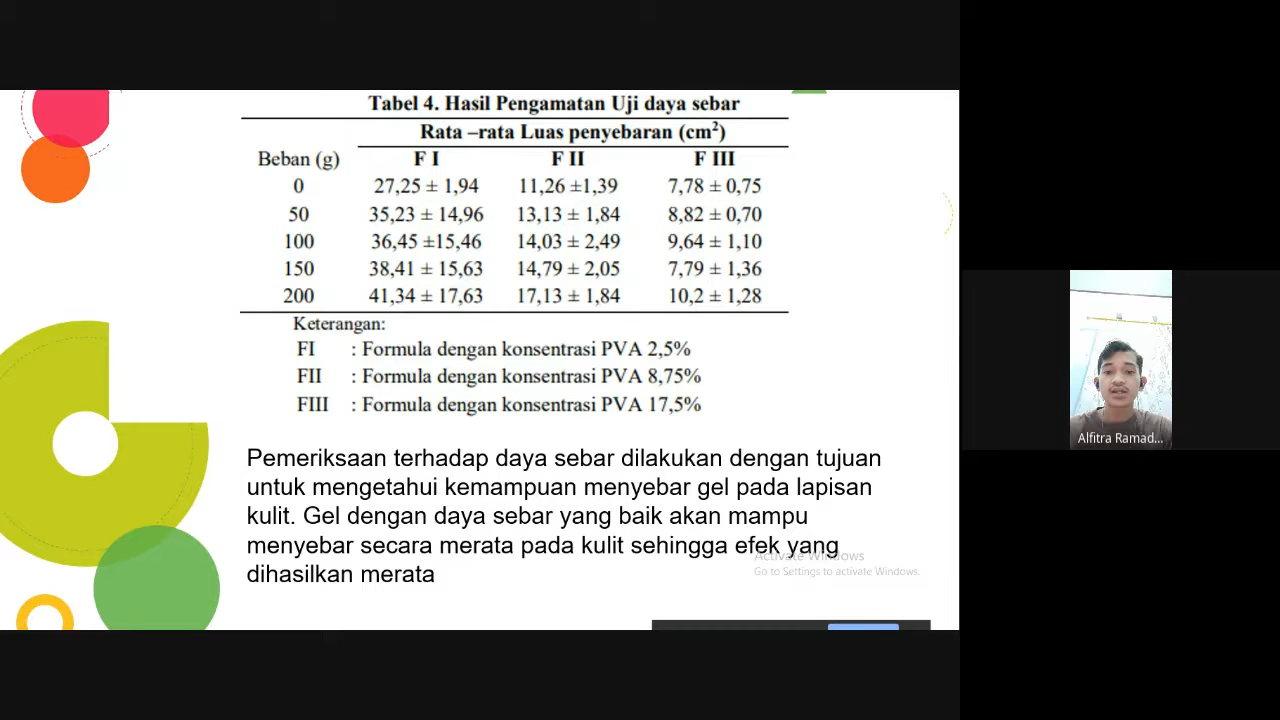 Tabel 4. Hasil Pengamatan Uji daya sebar
Rata –rata Luas penyebaran (cm²)
Beban (g) F I F II F III
0 27,25 ± 1,94 11,26 ±1,39 7,78 ± 0,75
50 35,23 ± 14,96 13,13 ± 1,84 8,82 ± 0,70
100 36,45 ±15,46 14,03 ± 2,49 9,64 ± 1,10
150 38,41 ± 15,63 14,79 ± 2,05 7,79 ± 1,36
200 41,34 ± 17,63 17,13 ± 1,84 10,2 ± 1,28
Keterangan:
FI : Formula dengan konsentrasi PVA 2,5%
FII : Formula dengan konsentrasi PVA 8,75%
FIII : Formula dengan konsentrasi PVA 17,5%
Pemeriksaan terhadap daya sebar dilakukan dengan tujuan
untuk mengetahui kemampuan menyebar gel pada lapisan
kulit. Gel dengan daya sebar yang baik akan mampu
menyebar secara merata pada kulit sehingga efek yang
dihasilkan merata
Activate Windows
Go to Settings to activate Windows.
Alfitra Ramad...